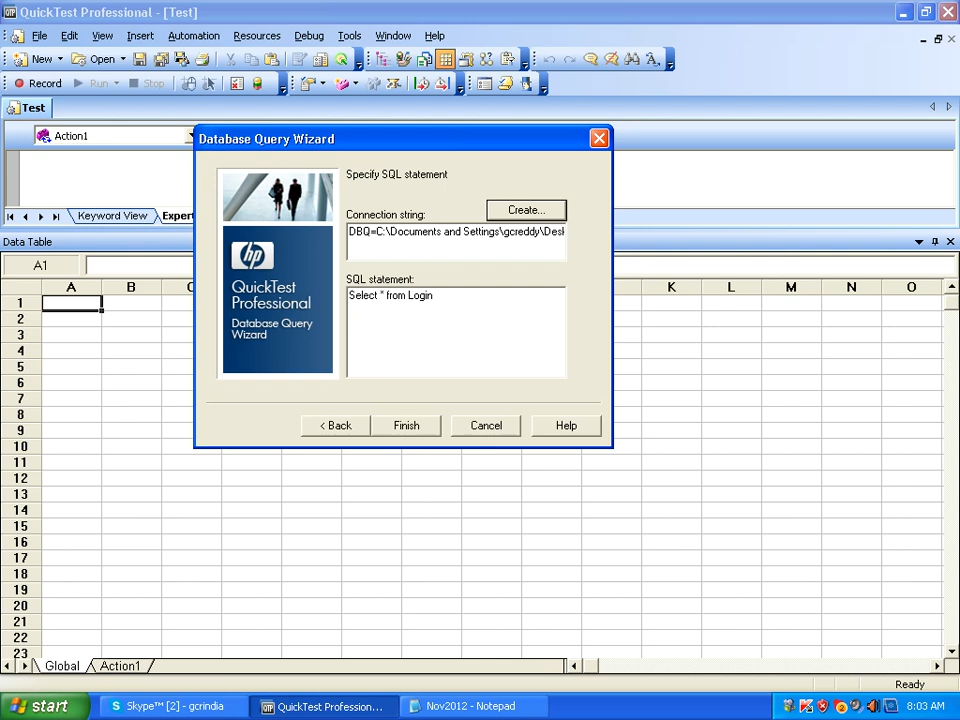 QTP QuickTest Professional - [Test]
File Edit View Insert Automation Resources Debug Tools Window Help
New Open
Record Run Stop
Test
Action1
Database Query Wizard
Specify SQL statement
Create...
Connection string:
DBQ=C:\Documents and Settings\gcreddy\Desk
SQL statement:
Select * from Login
hp
QuickTest
Professional
Database Query
Wizard
< Back Finish Cancel Help
Keyword View Expert
Data Table
A1
A B C K L M N O
1
2
3
4
5
6
7
8
9
10
11
12
13
14
15
16
17
18
19
20
21
22
23
Global Action1
Ready
start Skype™ [2] - gcrindia QTP QuickTest Profession... Nov2012 - Notepad 8:03 AM